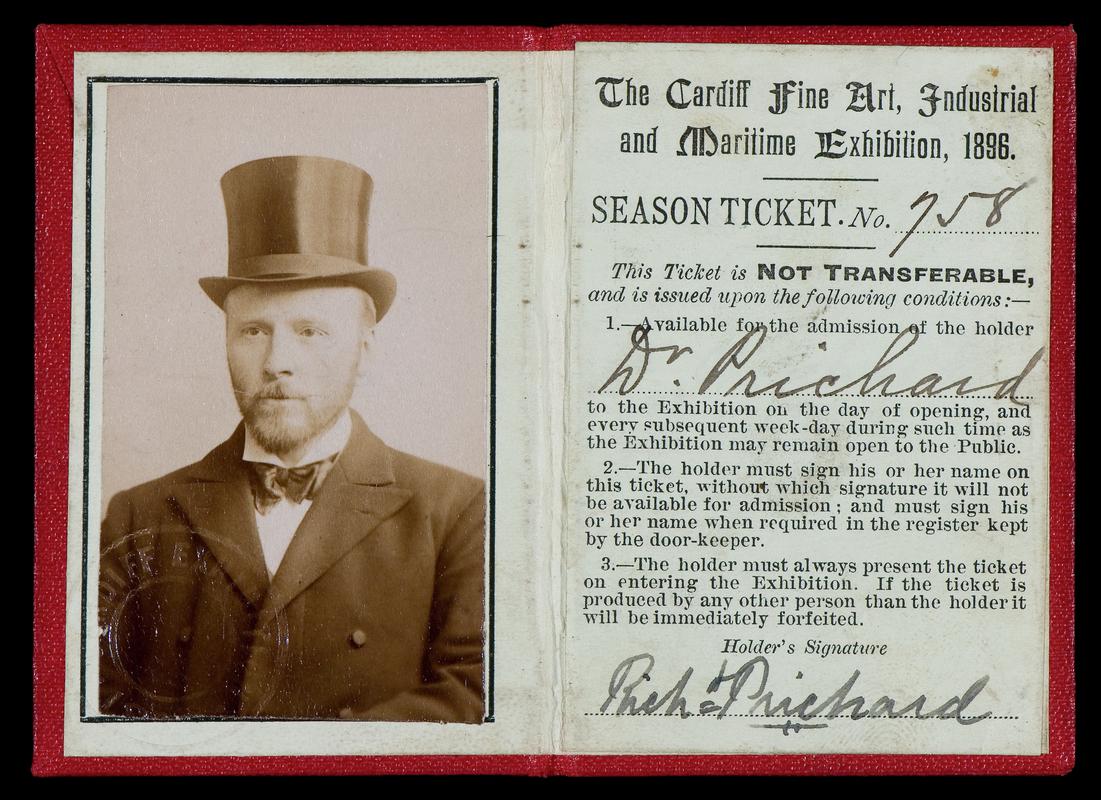 The Cardiff Fine Art, Industrial
and Maritime Exhibition, 1896.
SEASON TICKET. No. 758
This Ticket is NOT TRANSFERABLE,
and is issued upon the following conditions:—
1.—Available for the admission of the holder
Dr. Prichard
to the Exhibition on the day of opening, and
every subsequent week-day during such time as
the Exhibition may remain open to the Public.
2.—The holder must sign his or her name on
this ticket, without which signature it will not
be available for admission; and must sign his
or her name when required in the register kept
by the door-keeper.
3.—The holder must always present the ticket
on entering the Exhibition. If the ticket is
produced by any other person than the holder it
will be immediately forfeited.
Holder's Signature
Richd Prichard